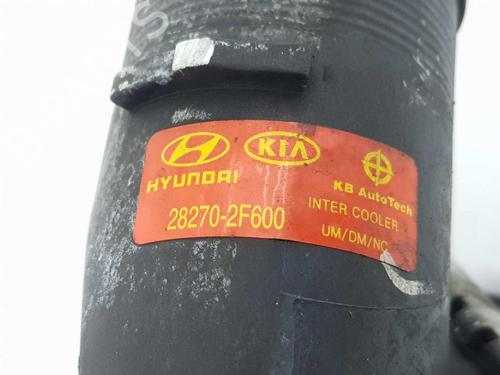 HYUNDAI
KIA
KB AutoTech
28270-2F600
INTER COOLER
UM/DM/NC